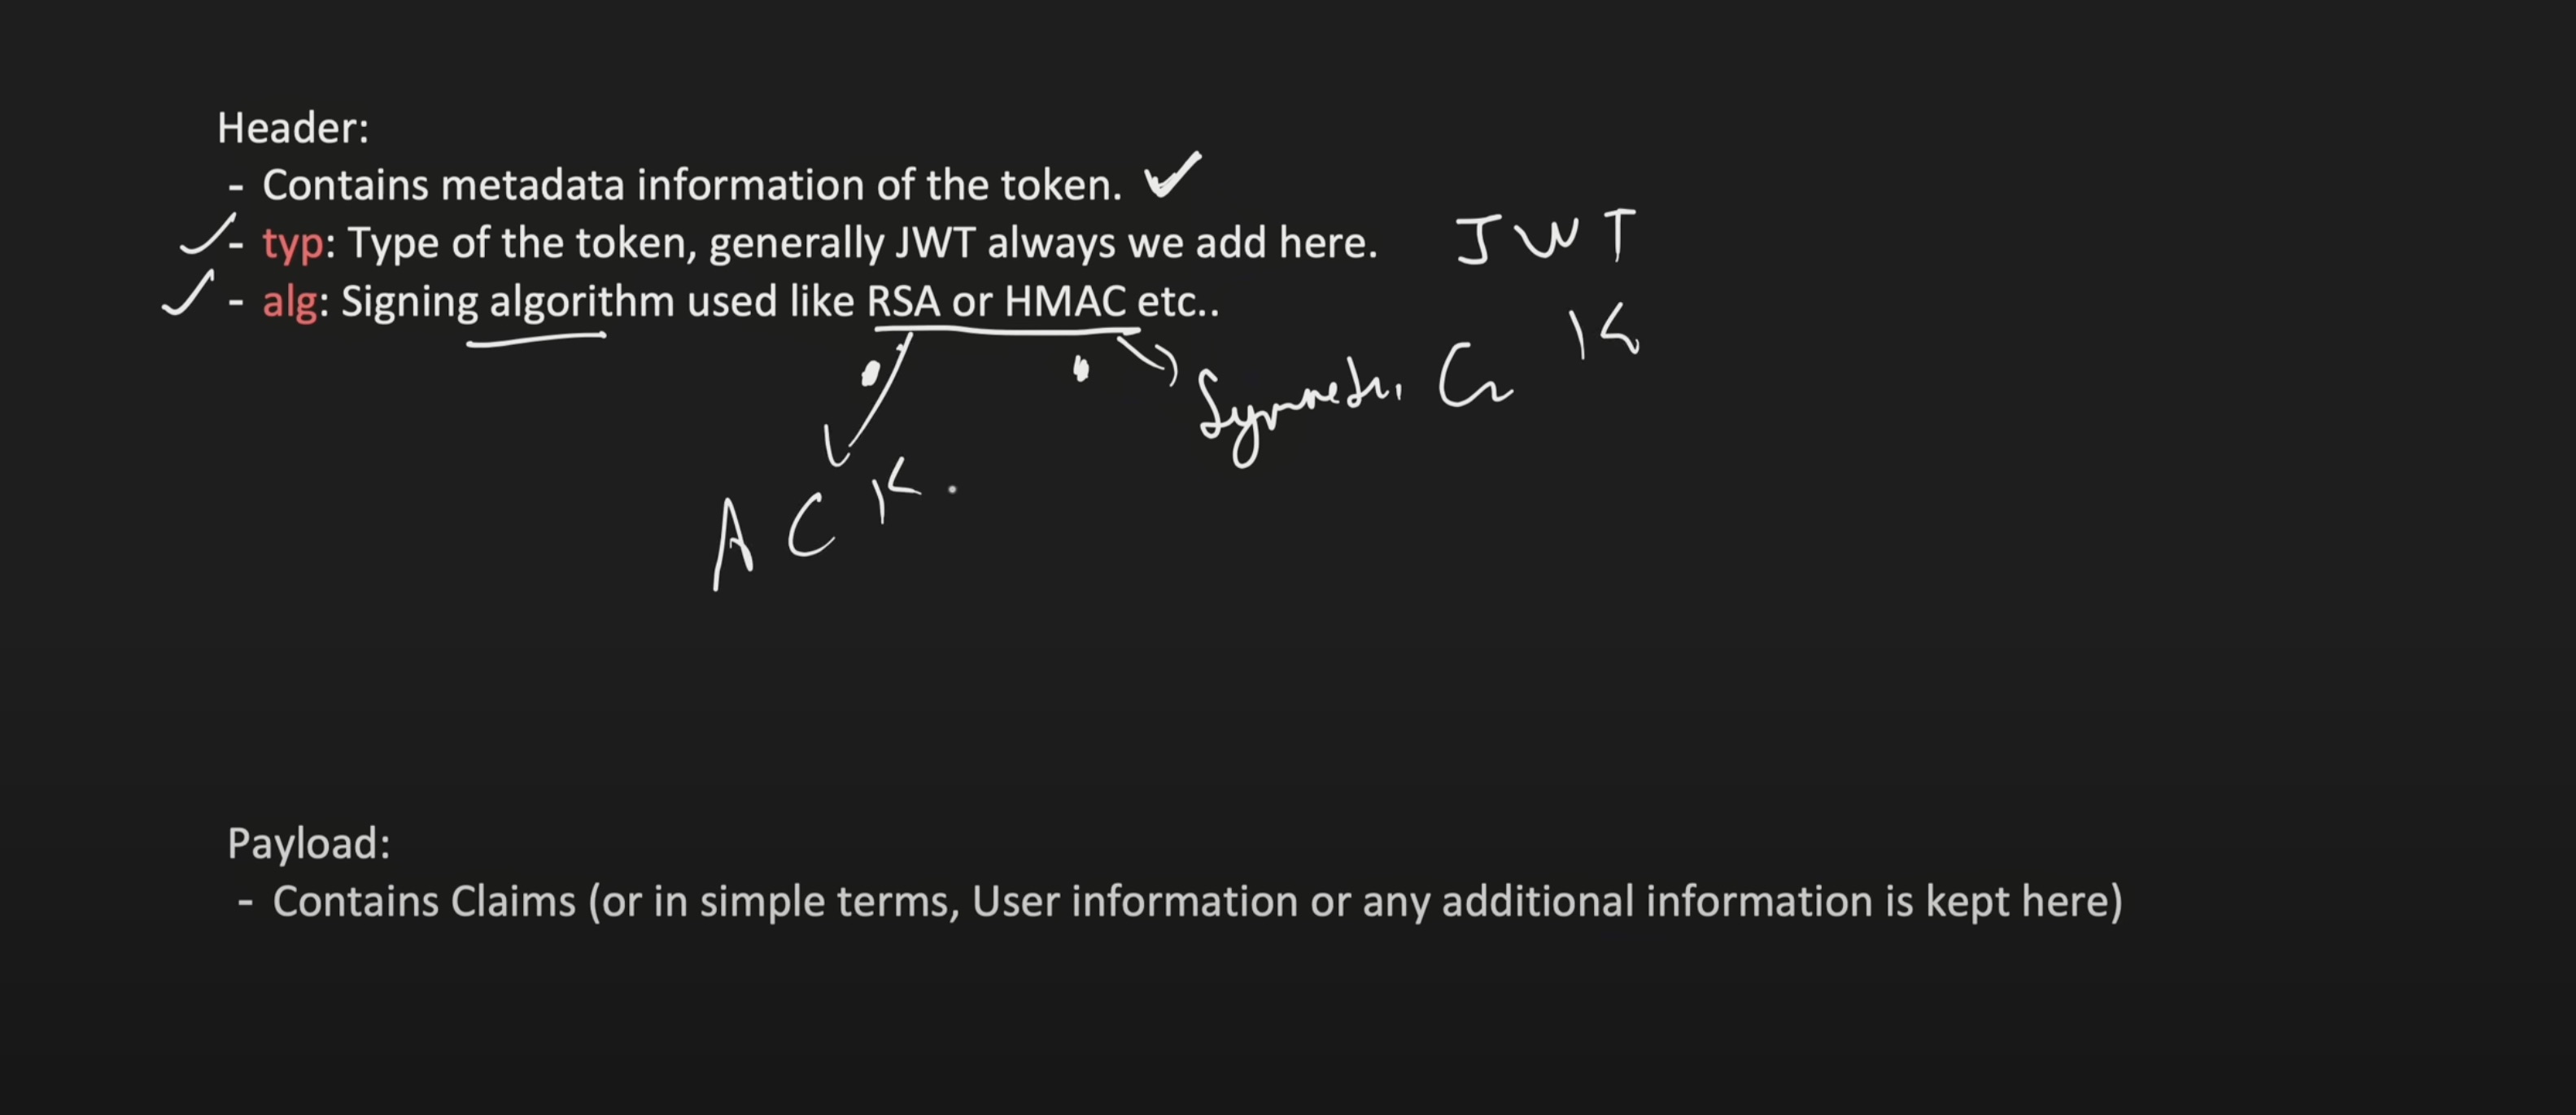 Header:
- Contains metadata information of the token.
- typ: Type of the token, generally JWT always we add here. JWT
- alg: Signing algorithm used like RSA or HMAC etc..
K
A C K.
Payload:
- Contains Claims (or in simple terms, User information or any additional information is kept here)